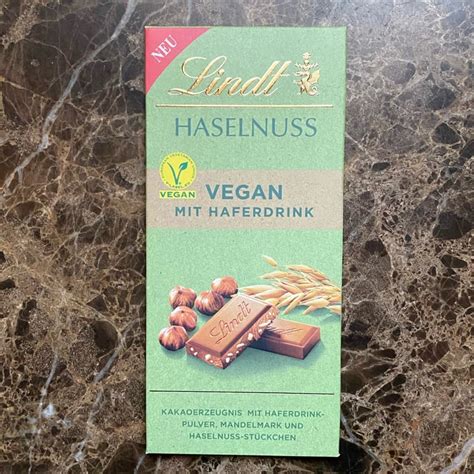 NEU
Lindt
HASELNUSS
VEGAN
VEGAN
MIT HAFERDRINK
Lindt
KAKAOERZEUGNIS MIT HAFERDRINK-
PULVER, MANDELMARK UND
HASELNUSS-STÜCKCHEN